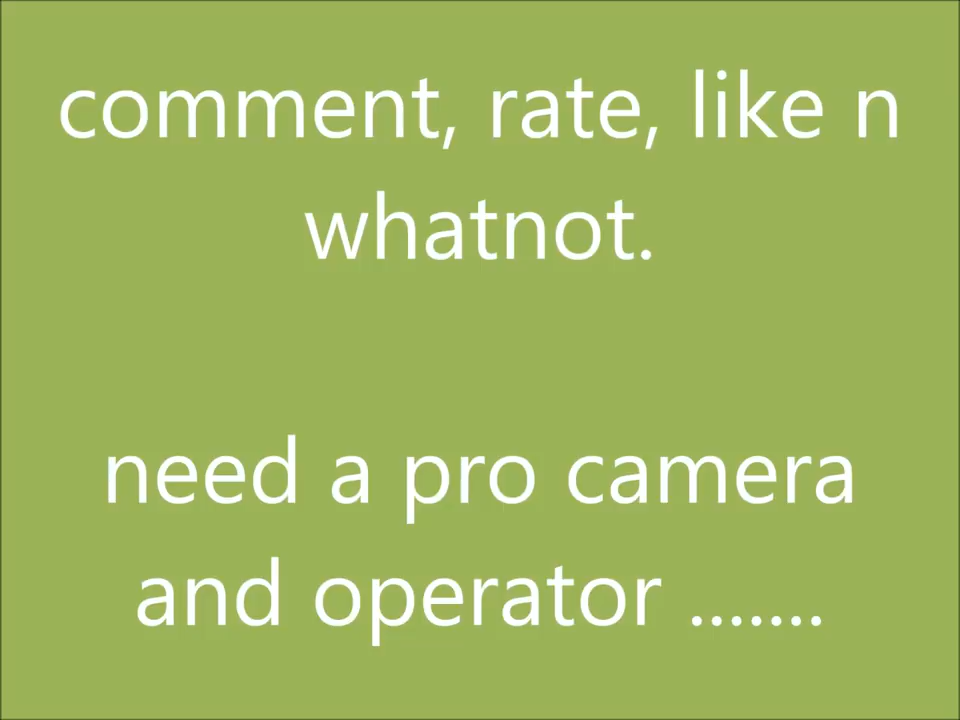 comment, rate, like n
whatnot.
need a pro camera
and operator .......